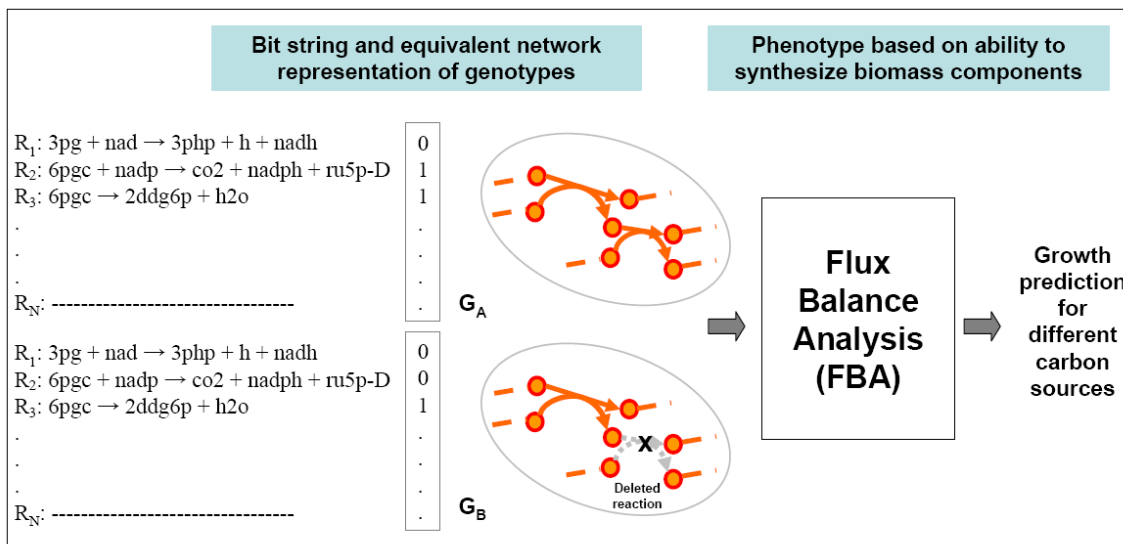 Bit string and equivalent network
representation of genotypes
Phenotype based on ability to
synthesize biomass components
R1: 3pg + nad → 3php + h + nadh 0
R2: 6pgc + nadp → co2 + nadph + ru5p-D 1
R3: 6pgc → 2ddg6p + h2o 1
. .
. .
. .
RN: --------------------------------- .
GA
R1: 3pg + nad → 3php + h + nadh 0
R2: 6pgc + nadp → co2 + nadph + ru5p-D 0
R3: 6pgc → 2ddg6p + h2o 1
. .
. .
. .
RN: --------------------------------- .
GB
X
Deleted
reaction
Flux
Balance
Analysis
(FBA)
Growth
prediction
for
different
carbon
sources